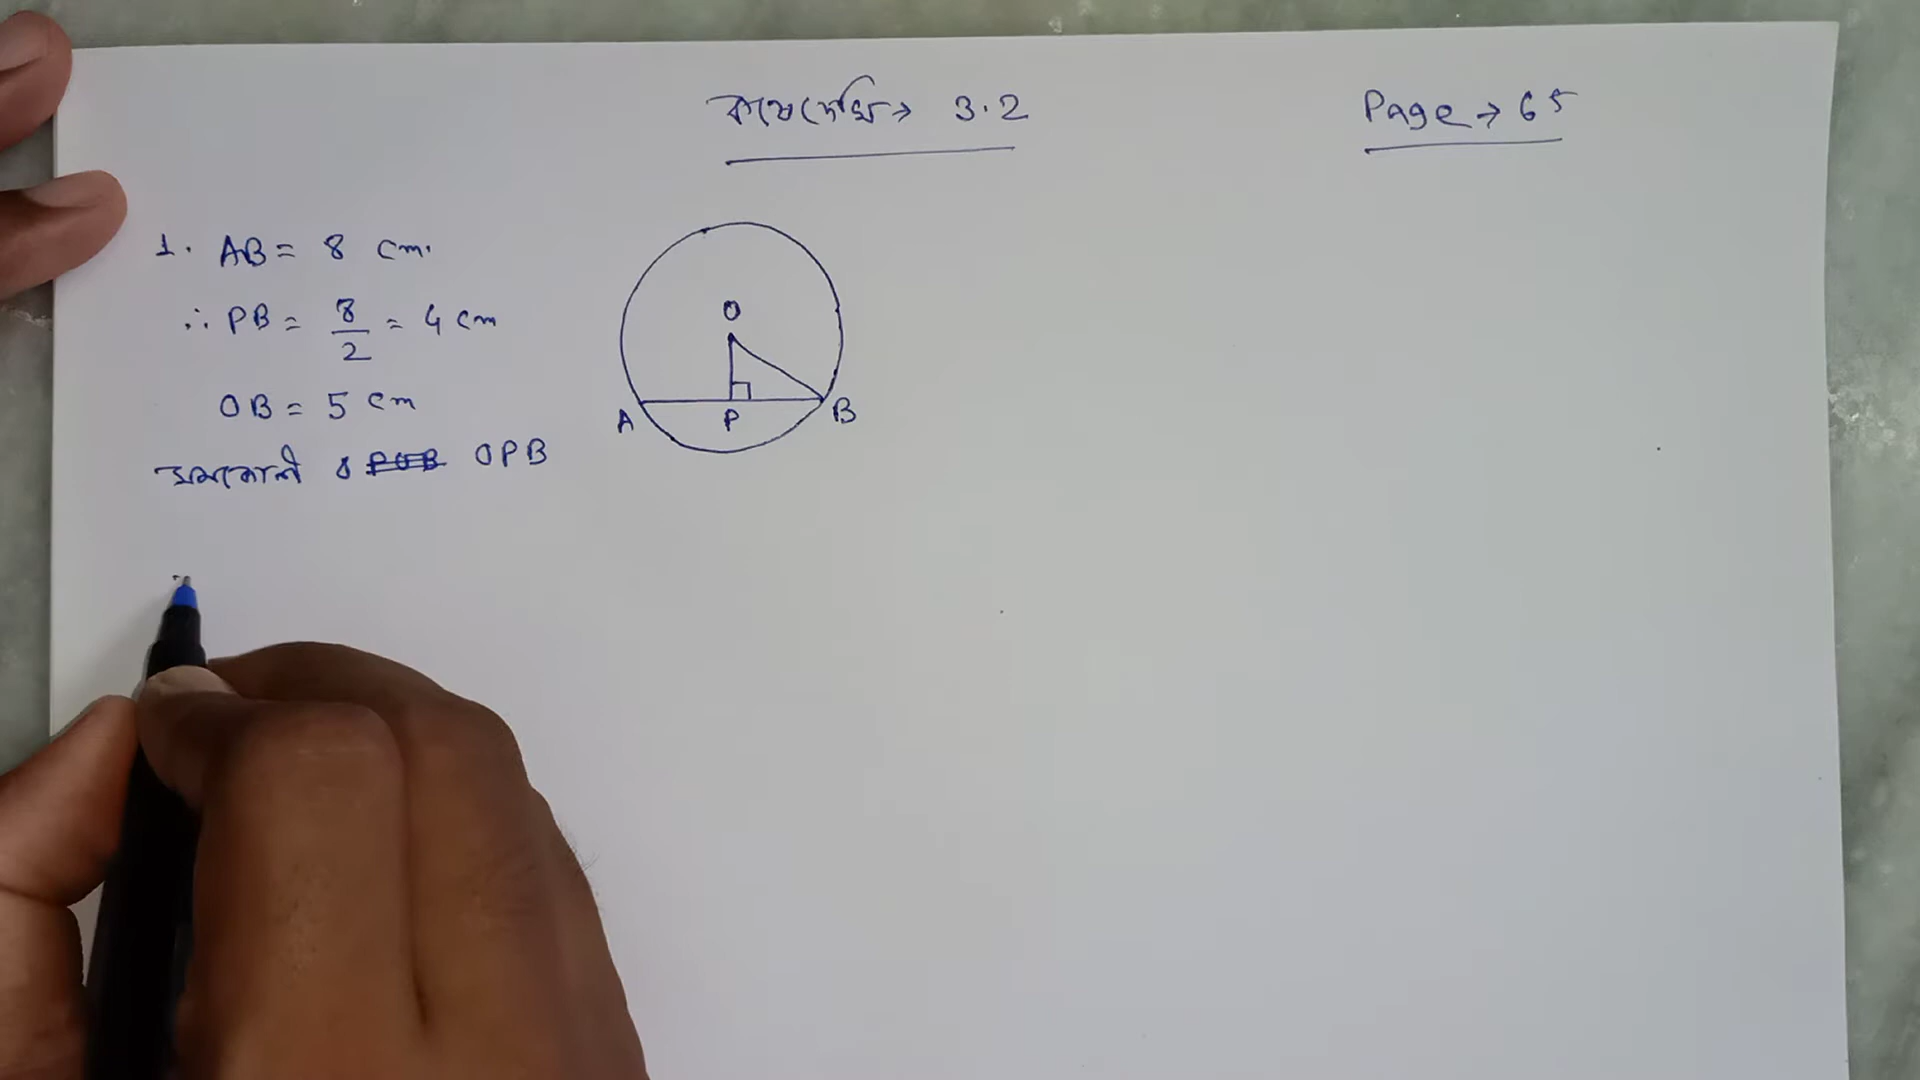 কষে দেখি → 3.2
Page → 65
1. AB = 8 cm.
∴ PB = 8/2 = 4 cm
OB = 5 cm
সমকোণী Δ OPB
O
A P B